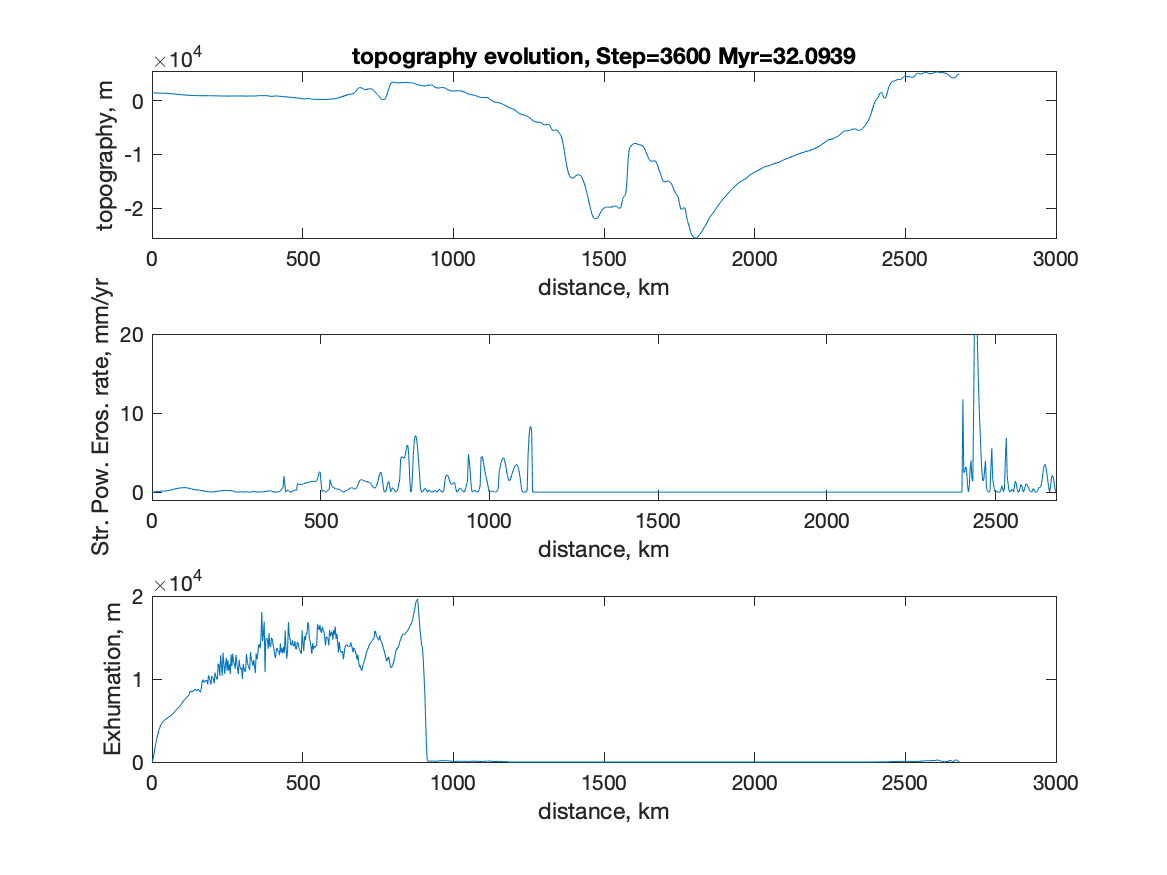 topography evolution, Step=3600 Myr=32.0939
×10⁴
topography, m
0
-1
-2
0 500 1000 1500 2000 2500 3000
distance, km
Str. Pow. Eros. rate, mm/yr
20
10
0
0 500 1000 1500 2000 2500
distance, km
×10⁴
Exhumation, m
2
1
0
0 500 1000 1500 2000 2500 3000
distance, km